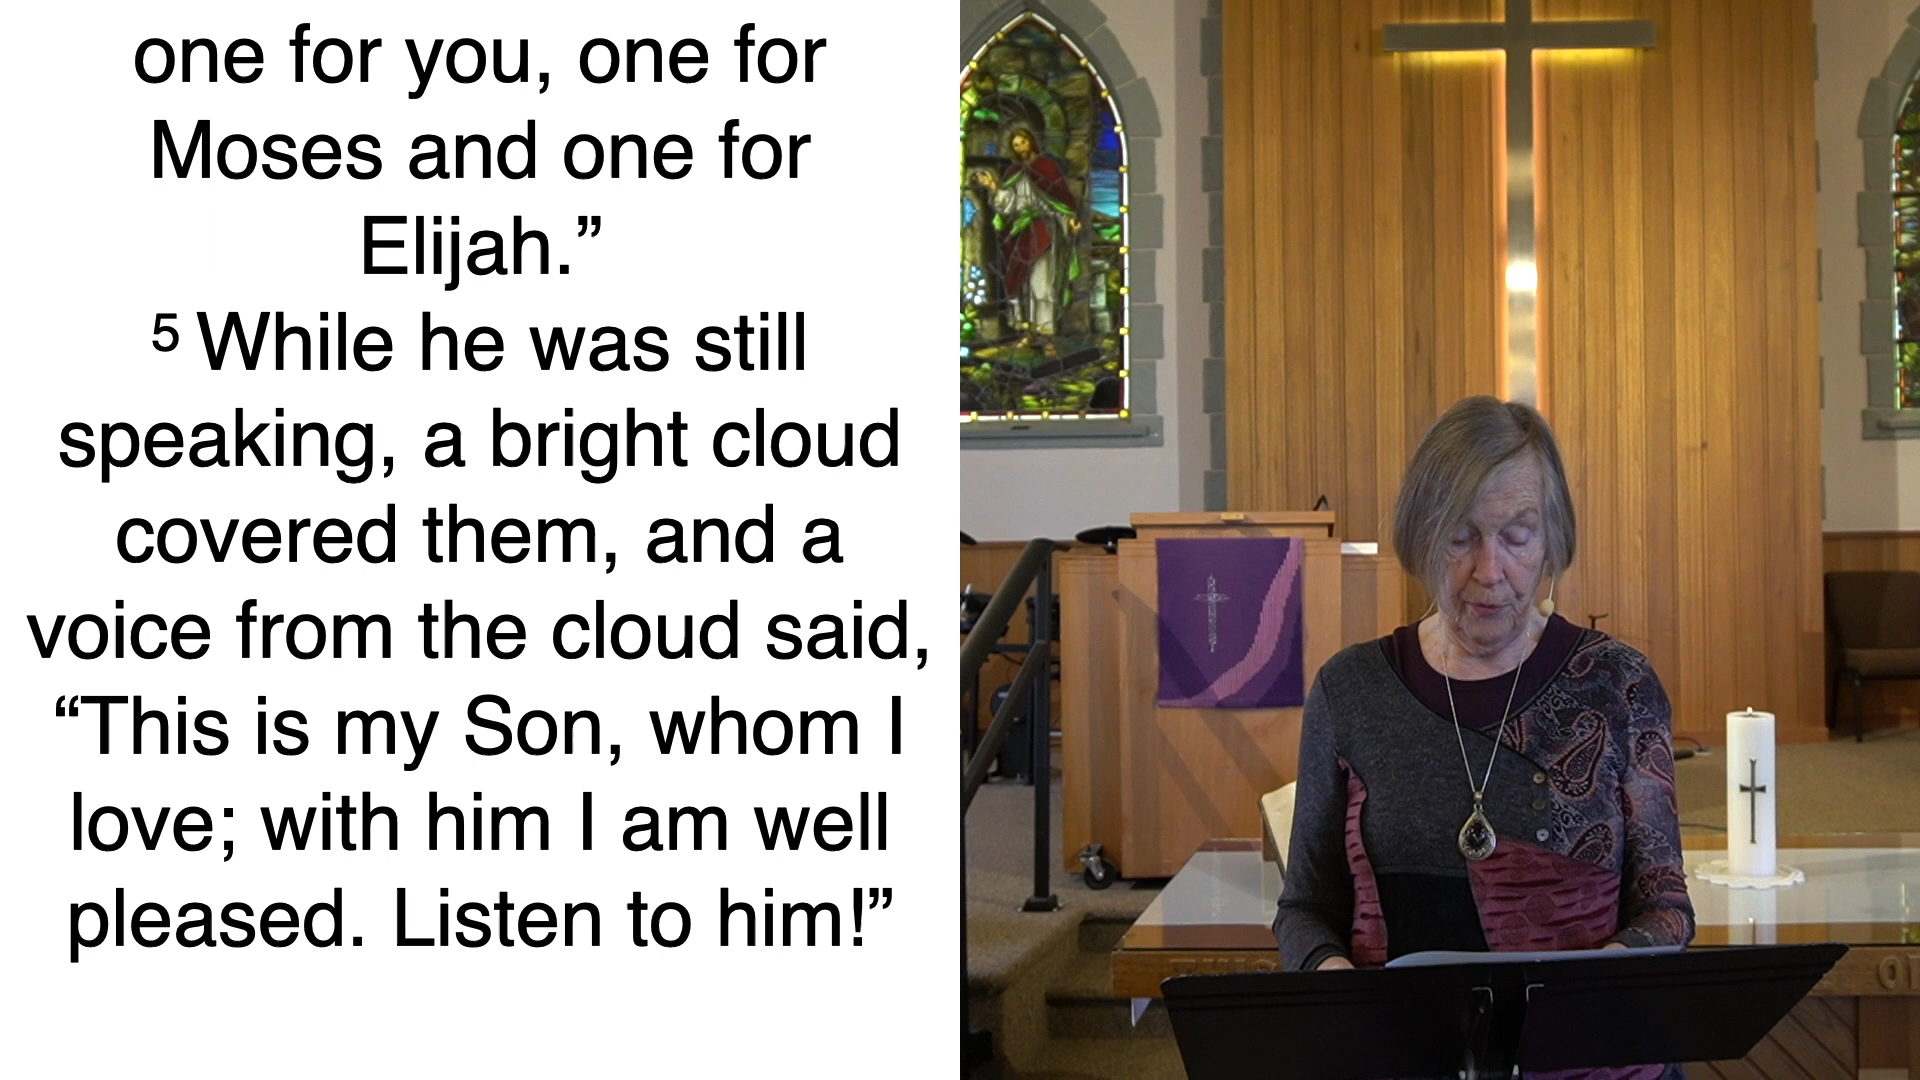 one for you, one for
Moses and one for
Elijah.”
5 While he was still
speaking, a bright cloud
covered them, and a
voice from the cloud said,
“This is my Son, whom I
love; with him I am well
pleased. Listen to him!”